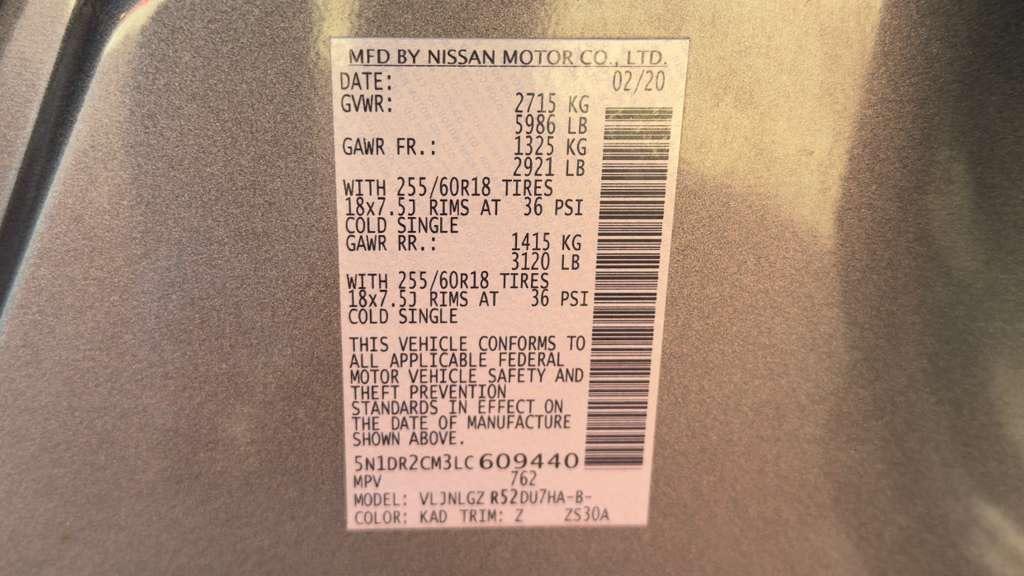 MFD BY NISSAN MOTOR CO., LTD.
DATE: 02/20
GVWR: 2715 KG
5986 LB
GAWR FR.: 1325 KG
2921 LB
WITH 255/60R18 TIRES
18x7.5J RIMS AT 36 PSI
COLD SINGLE
GAWR RR.: 1415 KG
3120 LB
WITH 255/60R18 TIRES
18x7.5J RIMS AT 36 PSI
COLD SINGLE
THIS VEHICLE CONFORMS TO
ALL APPLICABLE FEDERAL
MOTOR VEHICLE SAFETY AND
THEFT PREVENTION
STANDARDS IN EFFECT ON
THE DATE OF MANUFACTURE
SHOWN ABOVE.
5N1DR2CM3LC609440
MPV 762
MODEL: VLJNLGZ R52DU7HA-B-
COLOR: KAD TRIM: Z ZS30A